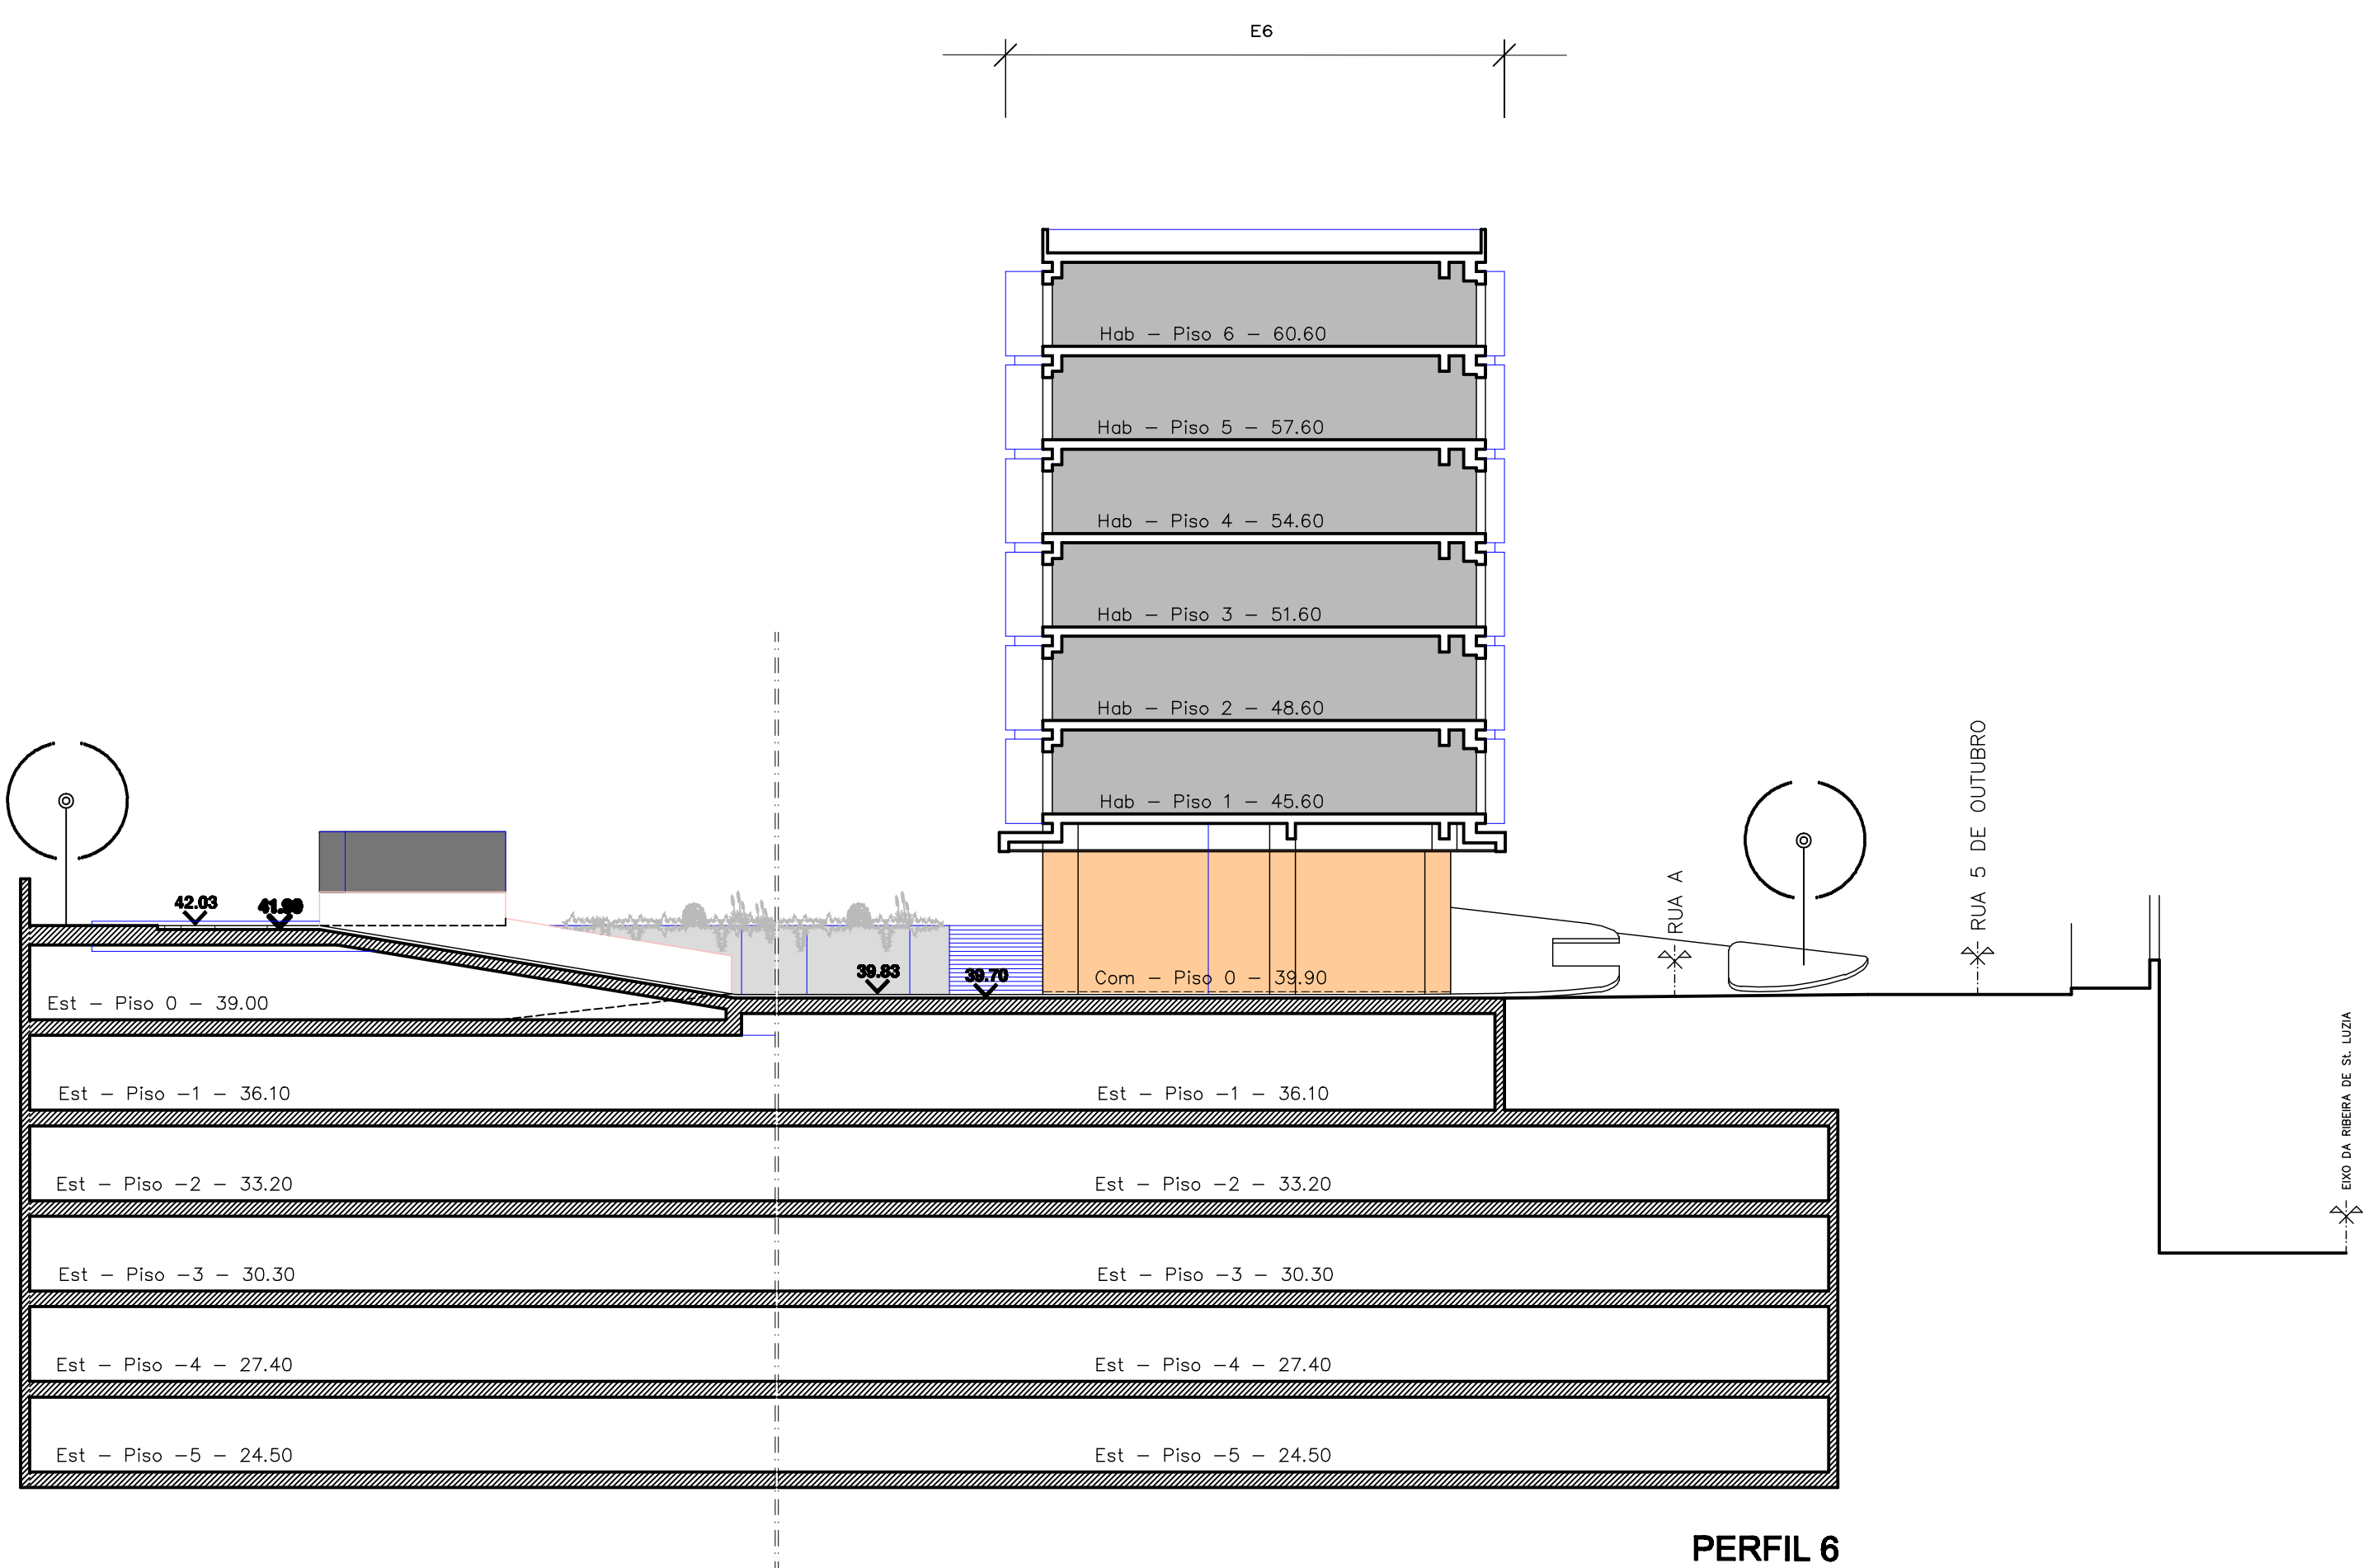 E6
Hab - Piso 6 - 60.60
Hab - Piso 5 - 57.60
Hab - Piso 4 - 54.60
Hab - Piso 3 - 51.60
Hab - Piso 2 - 48.60
Hab - Piso 1 - 45.60
RUA A
RUA 5 DE OUTUBRO
42.03
39.83
39.70
Com - Piso 0 - 39.90
Est - Piso 0 - 39.00
EIXO DA RIBEIRA DE St. LUZIA
Est - Piso -1 - 36.10
Est - Piso -1 - 36.10
Est - Piso -2 - 33.20
Est - Piso -2 - 33.20
Est - Piso -3 - 30.30
Est - Piso -3 - 30.30
Est - Piso -4 - 27.40
Est - Piso -4 - 27.40
Est - Piso -5 - 24.50
Est - Piso -5 - 24.50
PERFIL 6